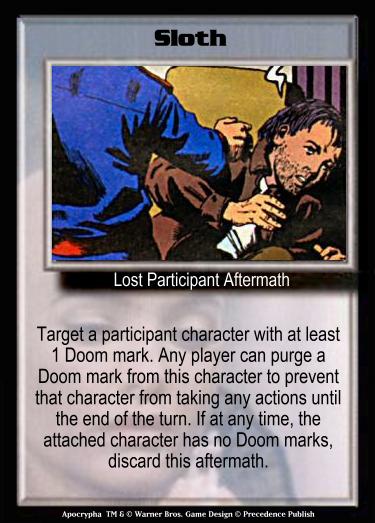 Sloth
Lost Participant Aftermath
Target a participant character with at least
1 Doom mark. Any player can purge a
Doom mark from this character to prevent
that character from taking any actions until
the end of the turn. If at any time, the
attached character has no Doom marks,
discard this aftermath.
Apocrypha TM & © Warner Bros. Game Design © Precedence Publish